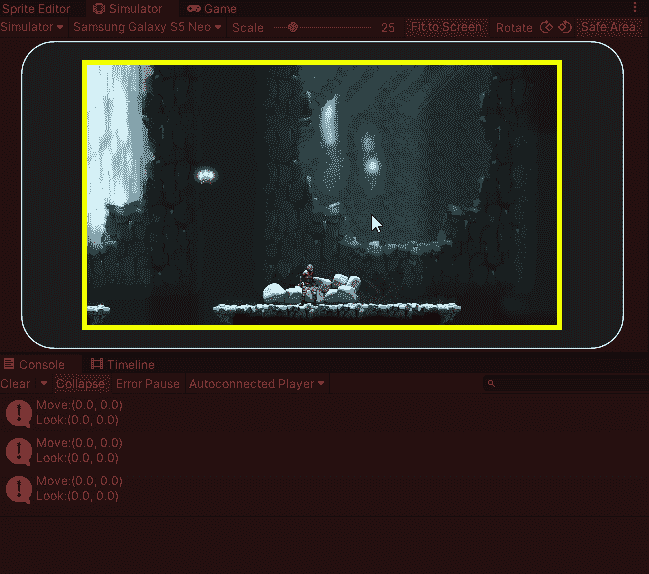 Sprite Editor Simulator Game
Simulator Samsung Galaxy S5 Neo Scale 25 Fit to Screen Rotate Safe Area
Console Timeline
Clear Collapse Error Pause Autoconnected Player
Move:(0.0, 0.0)
Look:(0.0, 0.0)
Move:(0.0, 0.0)
Look:(0.0, 0.0)
Move:(0.0, 0.0)
Look:(0.0, 0.0)